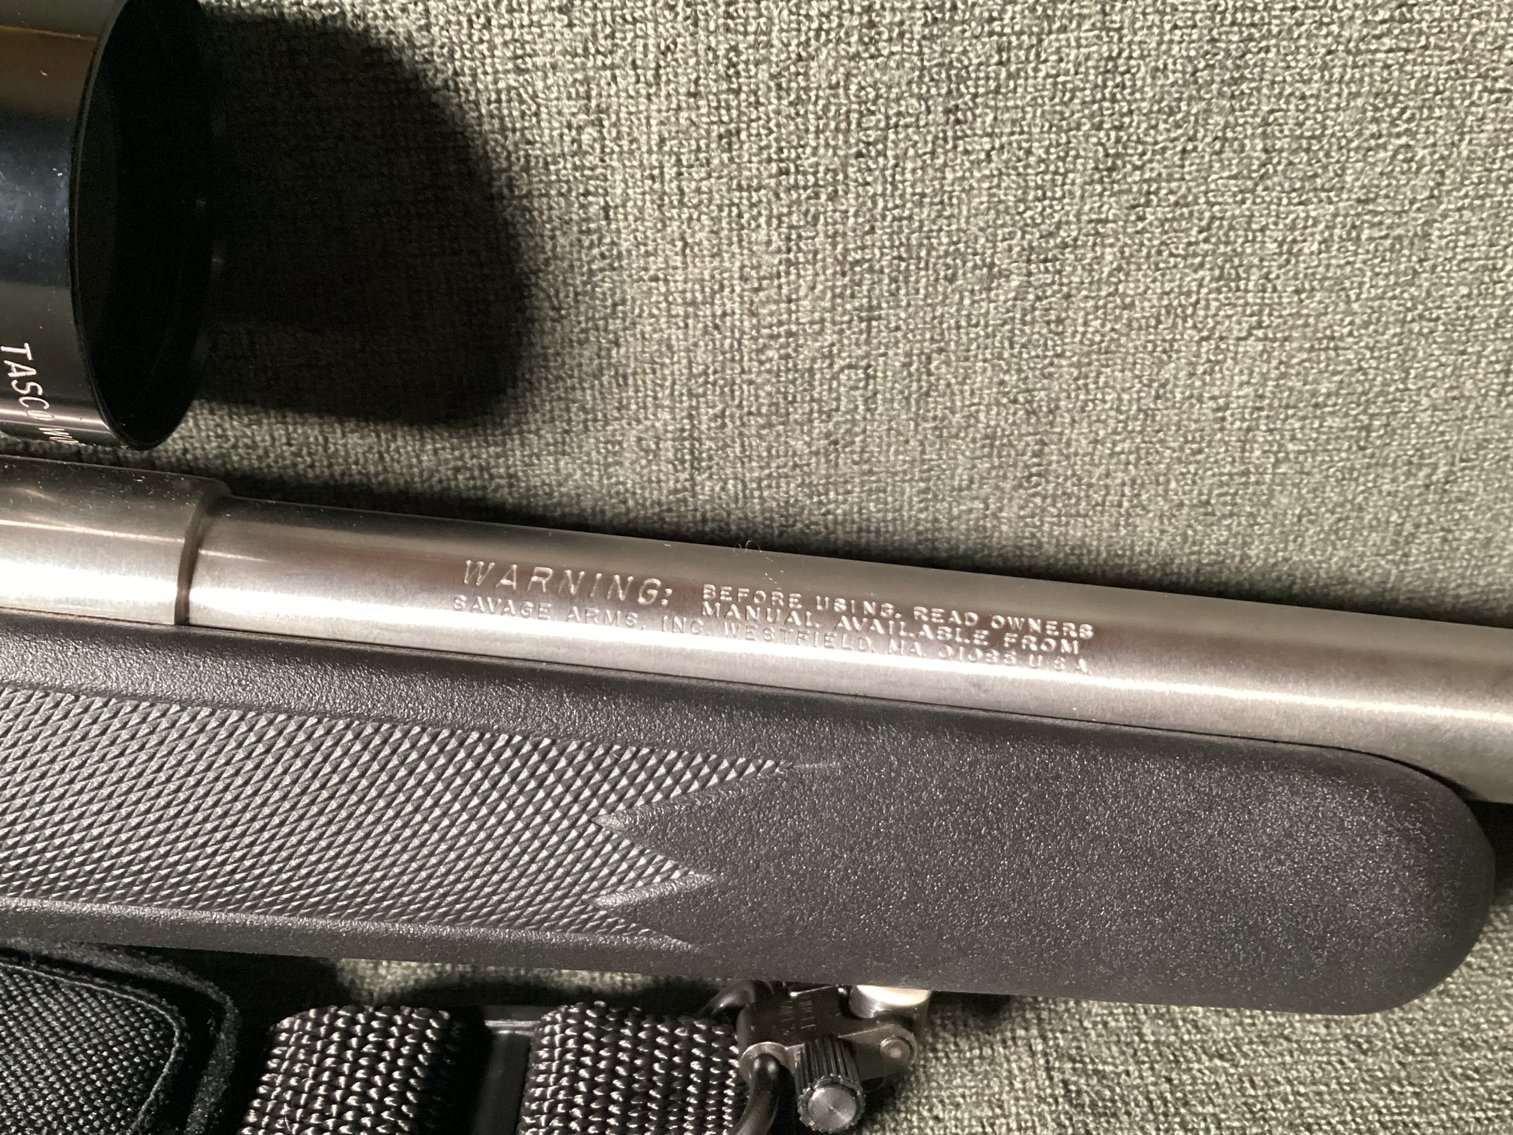 TASCO
WARNING: BEFORE USING, READ OWNERS
MANUAL AVAILABLE FROM
SAVAGE ARMS, INC. WESTFIELD, MA 01085 U.S.A.